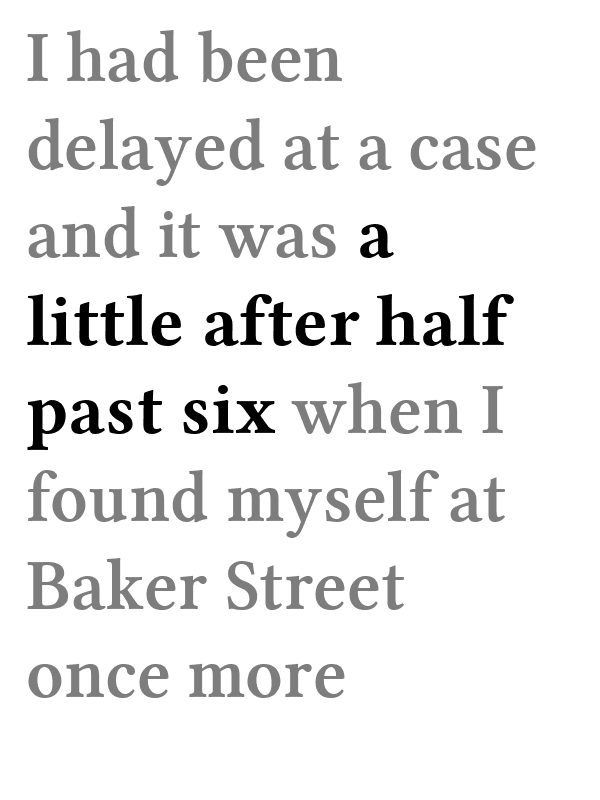 I had been
delayed at a case
and it was a
little after half
past six when I
found myself at
Baker Street
once more